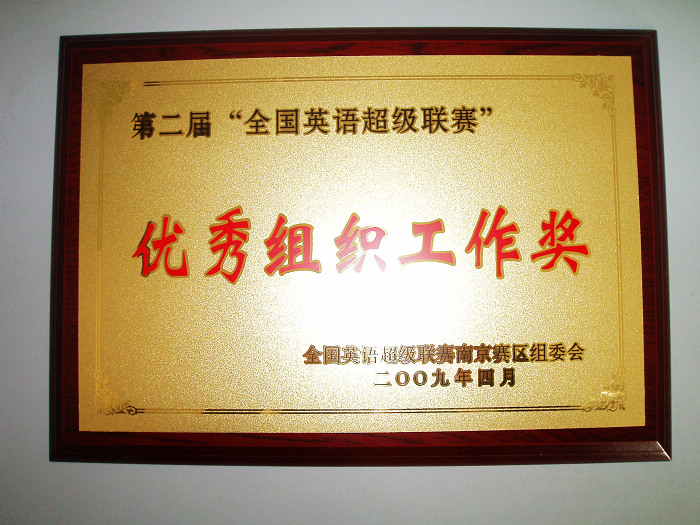 第二届“全国英语超级联赛”
优秀组织工作奖
全国英语超级联赛南京赛区组委会
二OO九年四月